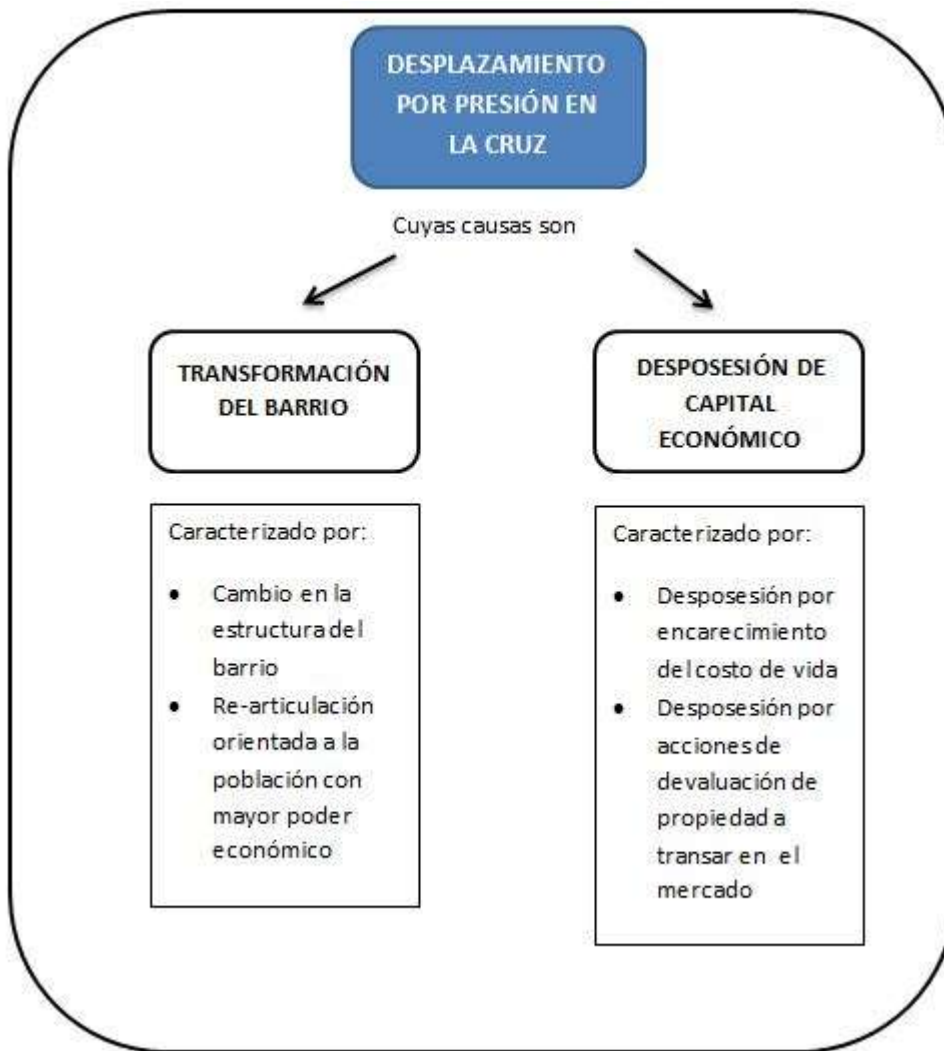 DESPLAZAMIENTO
POR PRESIÓN EN
LA CRUZ
Cuyas causas son
TRANSFORMACIÓN
DEL BARRIO
Caracterizado por:
• Cambio en la
estructura del
barrio
• Re-articulación
orientada a la
población con
mayor poder
económico
DESPOSESIÓN DE
CAPITAL
ECONÓMICO
Caracterizado por:
• Desposesión por
encarecimiento
del costo de vida
• Desposesión por
acciones de
devaluación de
propiedad a
transar en el
mercado